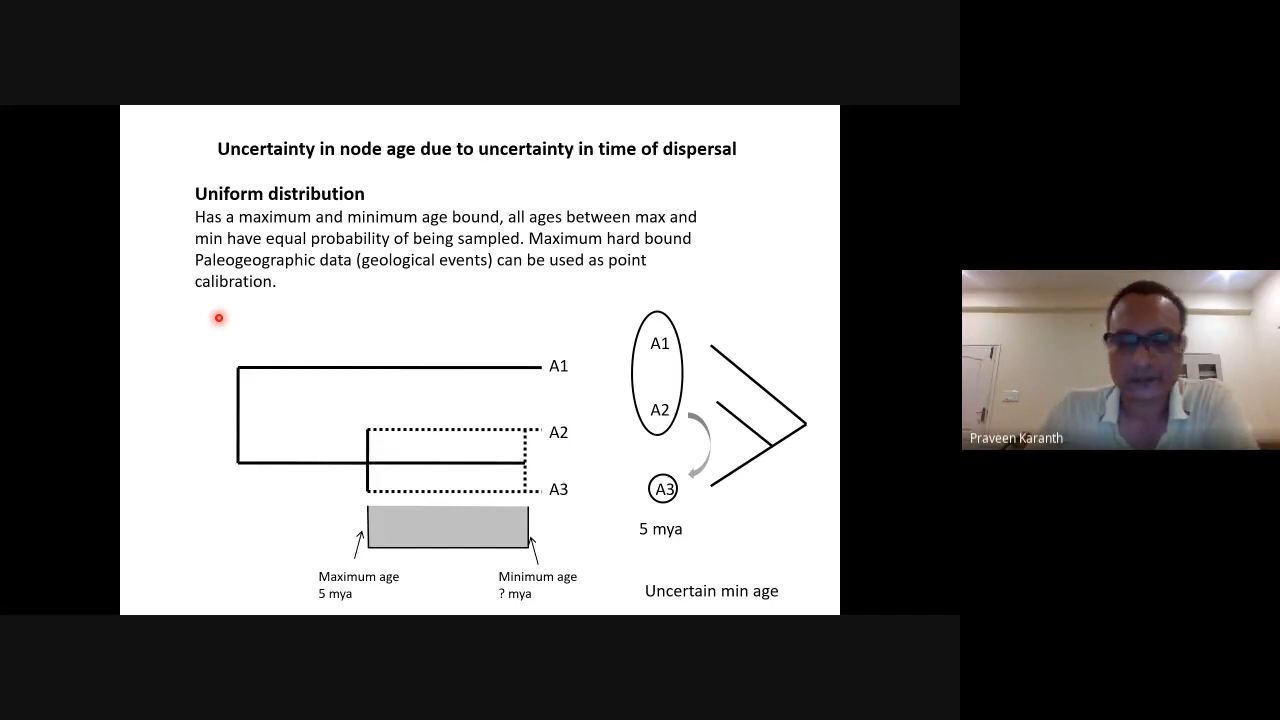 Uncertainty in node age due to uncertainty in time of dispersal
Uniform distribution
Has a maximum and minimum age bound, all ages between max and
min have equal probability of being sampled. Maximum hard bound
Paleogeographic data (geological events) can be used as point
calibration.
A1
A2
A3
Maximum age
5 mya
Minimum age
? mya
A1
A2
A3
5 mya
Uncertain min age
Praveen Karanth